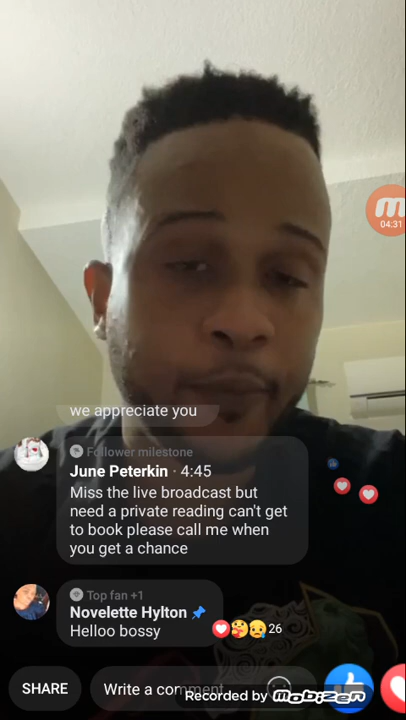 04:31
we appreciate you
Follower milestone
June Peterkin · 4:45
Miss the live broadcast but
need a private reading can't get
to book please call me when
you get a chance
Top fan +1
Novelette Hylton
Helloo bossy
26
SHARE
Write a comment
Recorded by mobizen